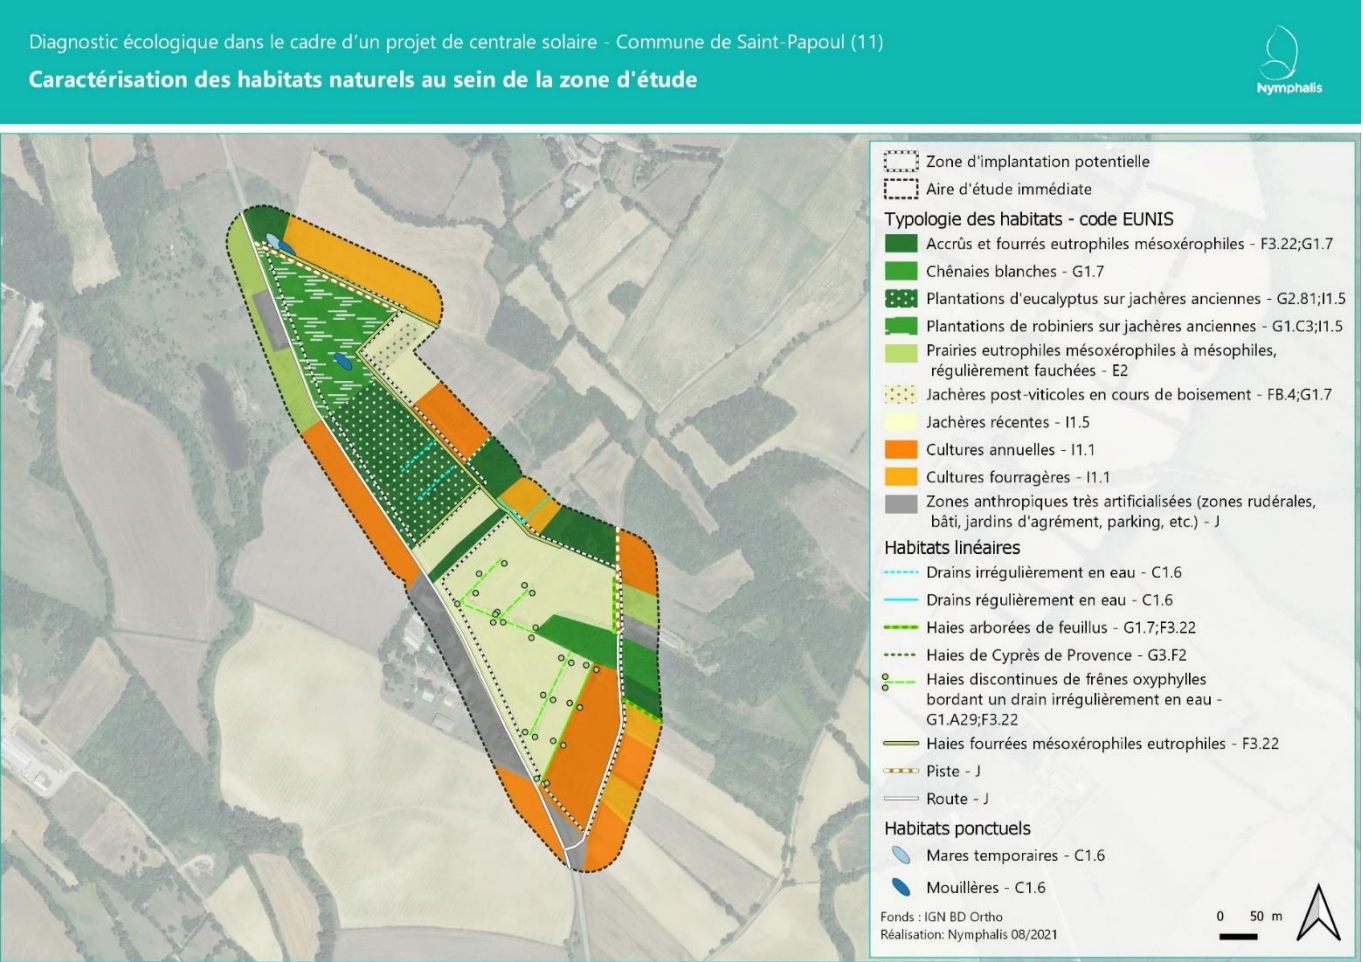 Diagnostic écologique dans le cadre d'un projet de centrale solaire - Commune de Saint-Papoul (11)
Caractérisation des habitats naturels au sein de la zone d'étude
Nymphalis
Zone d'implantation potentielle
Aire d'étude immédiate
Typologie des habitats - code EUNIS
Accrûs et fourrés eutrophiles mésoxérophiles - F3.22;G1.7
Chênaies blanches - G1.7
Plantations d'eucalyptus sur jachères anciennes - G2.81;I1.5
Plantations de robiniers sur jachères anciennes - G1.C3;I1.5
Prairies eutrophiles mésoxérophiles à mésophiles,
régulièrement fauchées - E2
Jachères post-viticoles en cours de boisement - FB.4;G1.7
Jachères récentes - I1.5
Cultures annuelles - I1.1
Cultures fourragères - I1.1
Zones anthropiques très artificialisées (zones rudérales,
bâti, jardins d'agrément, parking, etc.) - J
Habitats linéaires
Drains irrégulièrement en eau - C1.6
Drains régulièrement en eau - C1.6
Haies arborées de feuillus - G1.7;F3.22
Haies de Cyprès de Provence - G3.F2
Haies discontinues de frênes oxyphylles
bordant un drain irrégulièrement en eau -
G1.A29;F3.22
Haies fourrées mésoxérophiles eutrophiles - F3.22
Piste - J
Route - J
Habitats ponctuels
Mares temporaires - C1.6
Mouillères - C1.6
Fonds : IGN BD Ortho
Réalisation: Nymphalis 08/2021
0 50 m